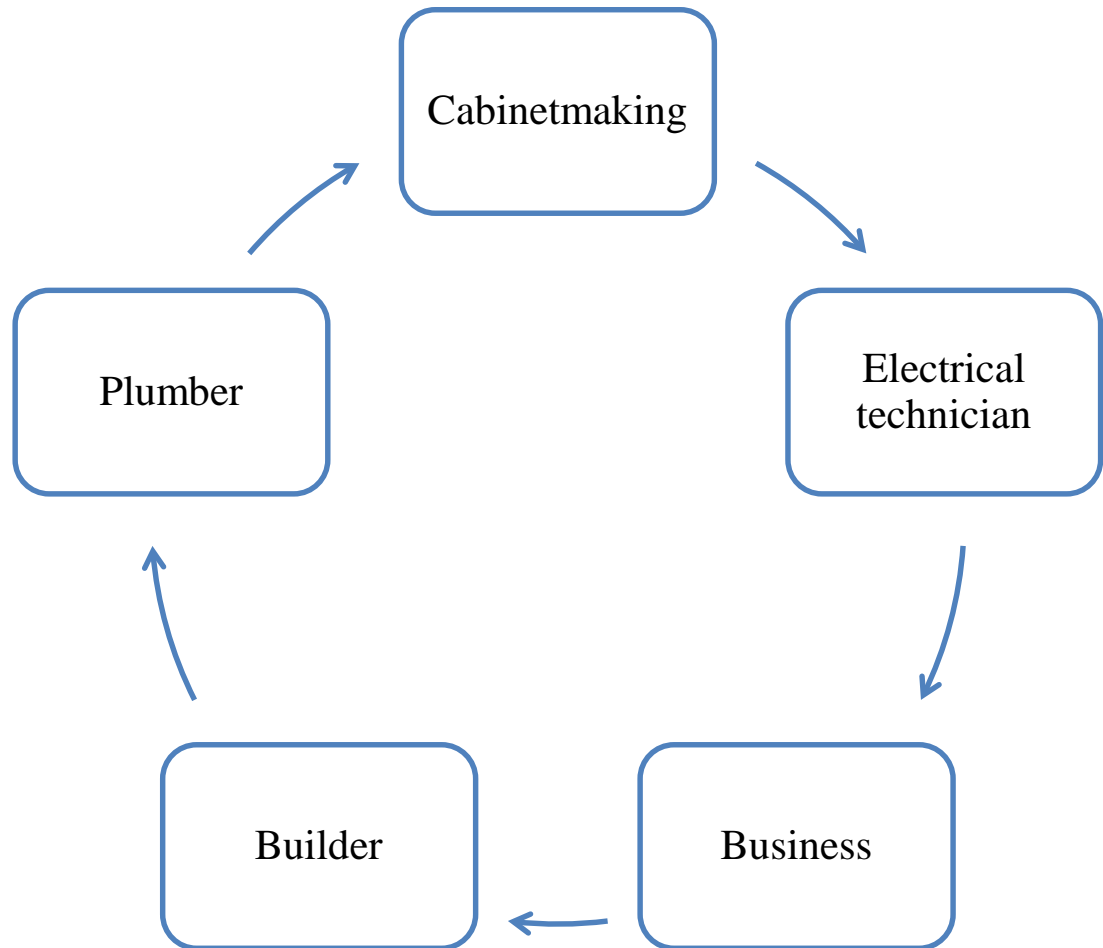 Cabinetmaking
Electrical
technician
Business
Builder
Plumber